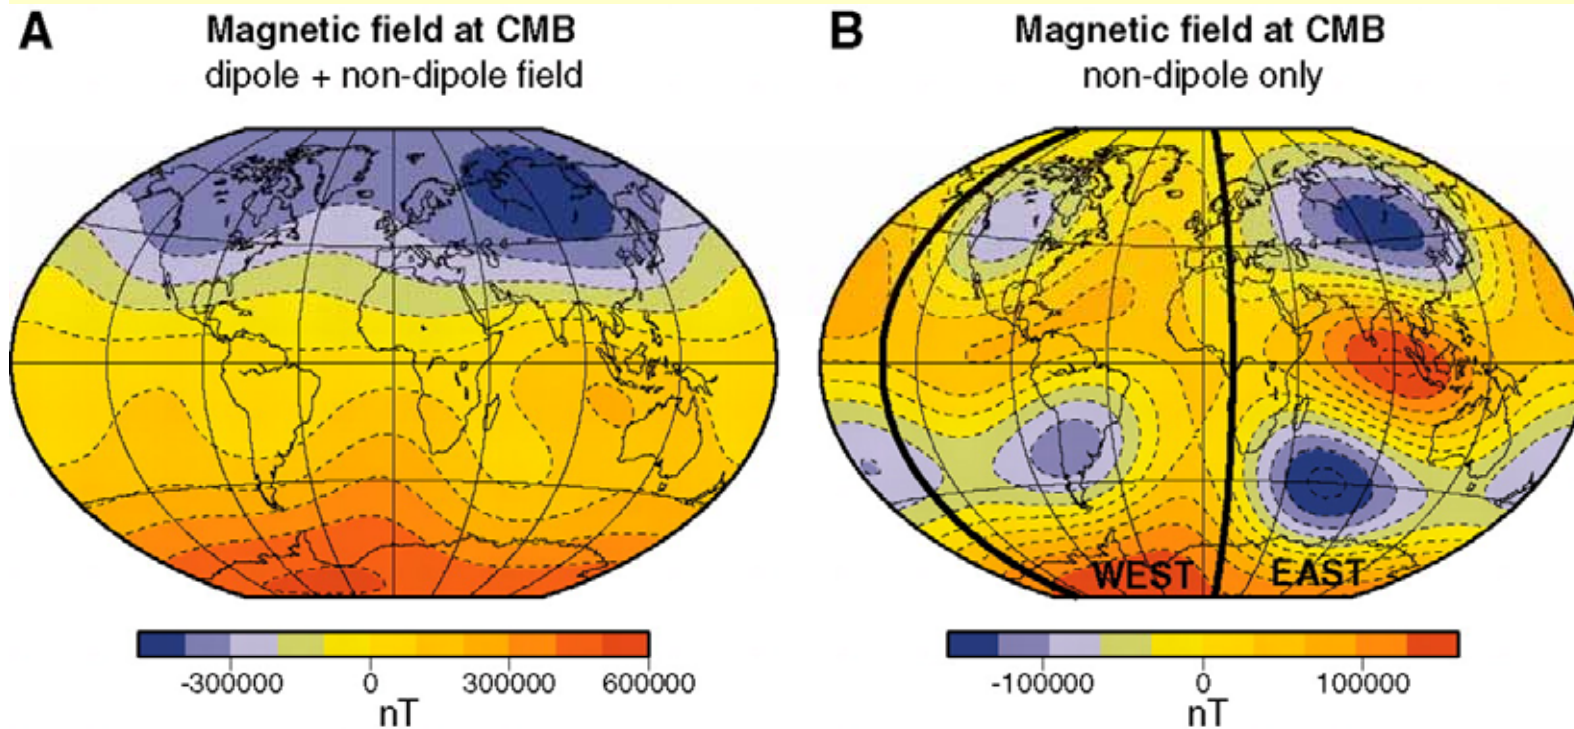 A
Magnetic field at CMB
dipole + non-dipole field
-300000 0 300000 600000
nT
B
Magnetic field at CMB
non-dipole only
WEST EAST
-100000 0 100000
nT